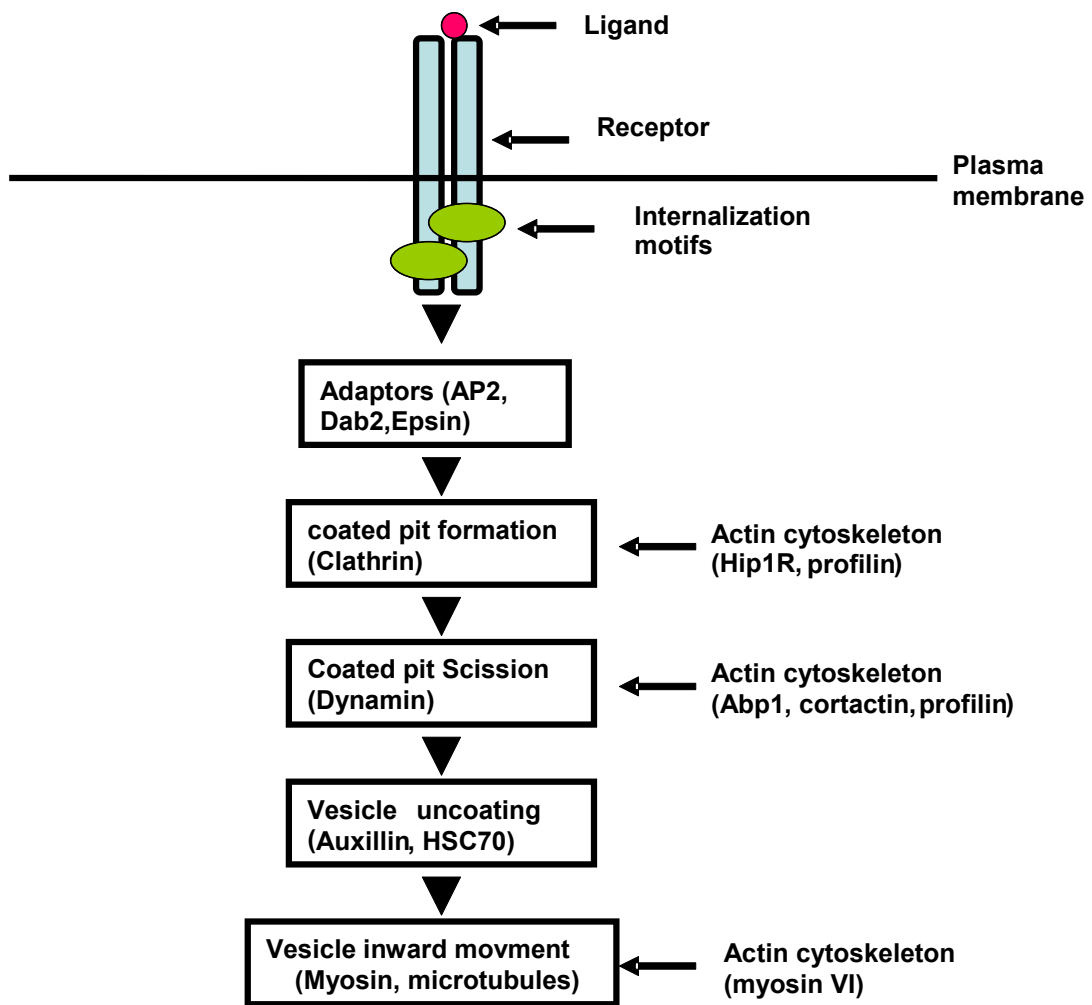 Ligand
Receptor
Plasma
membrane
Internalization
motifs
Adaptors (AP2,
Dab2,Epsin)
coated pit formation
(Clathrin)
Actin cytoskeleton
(Hip1R, profilin)
Coated pit Scission
(Dynamin)
Actin cytoskeleton
(Abp1, cortactin, profilin)
Vesicle uncoating
(Auxillin, HSC70)
Vesicle inward movment
(Myosin, microtubules)
Actin cytoskeleton
(myosin VI)